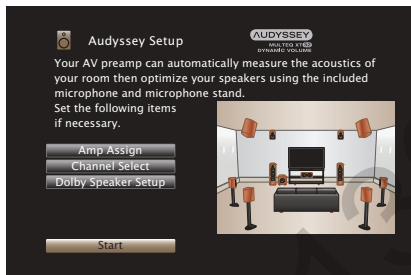 Audyssey Setup
AUDYSSEY
MULTEQ XT32
DYNAMIC VOLUME
Your AV preamp can automatically measure the acoustics of
your room then optimize your speakers using the included
microphone and microphone stand.
Set the following items
if necessary.
Amp Assign
Channel Select
Dolby Speaker Setup
Start